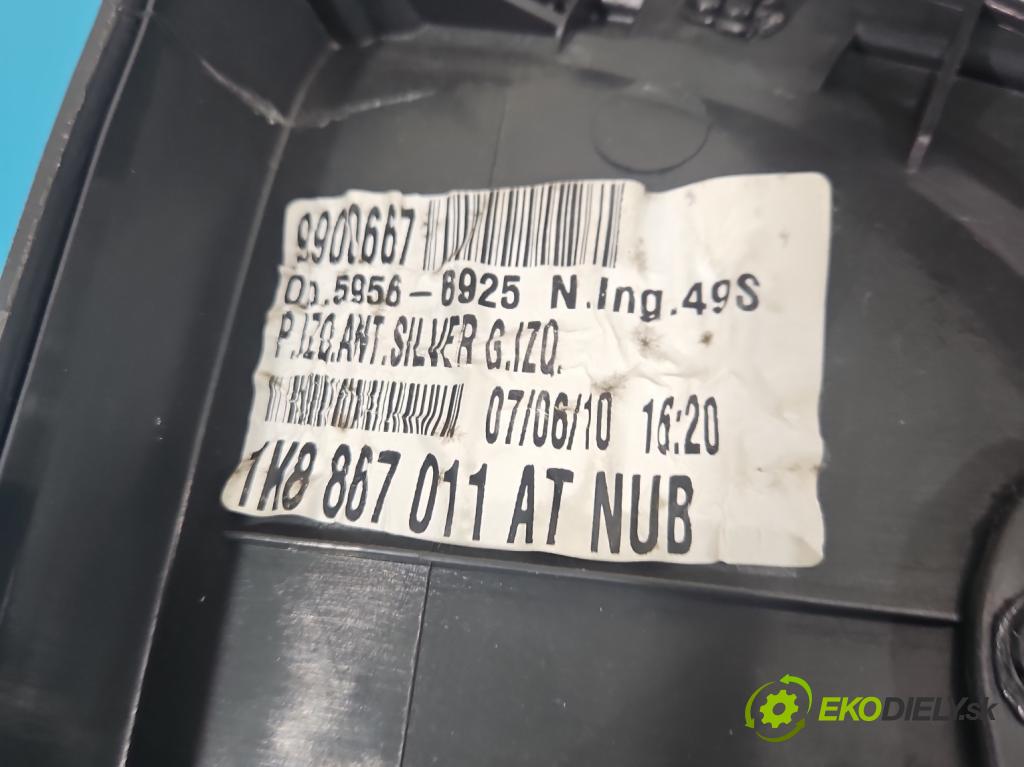 9900667
Op.5956-6925 N.Ing.49S
P.IZQ.ANT.SILVER G.IZQ.
07/06/10 16:20
1K8 867 011 AT NUB
EKODIELY.sk